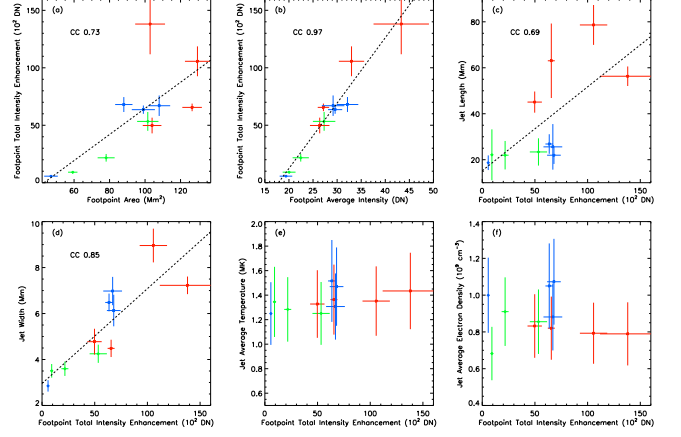 (a)
CC 0.73
150
100
50
0
Footpoint Total Intensity Enhancement (10² DN)
60 80 100 120
Footpoint Area (Mm²)
(b)
CC 0.97
150
100
50
0
Footpoint Total Intensity Enhancement (10² DN)
15 20 25 30 35 40 45 50
Footpoint Average Intensity (DN)
(c)
CC 0.69
80
60
40
20
Jet Length (Mm)
0 50 100 150
Footpoint Total Intensity Enhancement (10² DN)
(d)
CC 0.85
10
8
6
4
2
Jet Width (Mm)
0 50 100 150
Footpoint Total Intensity Enhancement (10² DN)
(e)
2.0
1.8
1.6
1.4
1.2
1.0
0.8
0.6
Jet Average Temperature (MK)
0 50 100 150
Footpoint Total Intensity Enhancement (10² DN)
(f)
1.4
1.2
1.0
0.8
0.6
0.4
Jet Average Electron Density (10⁹ cm⁻³)
0 50 100 150
Footpoint Total Intensity Enhancement (10² DN)